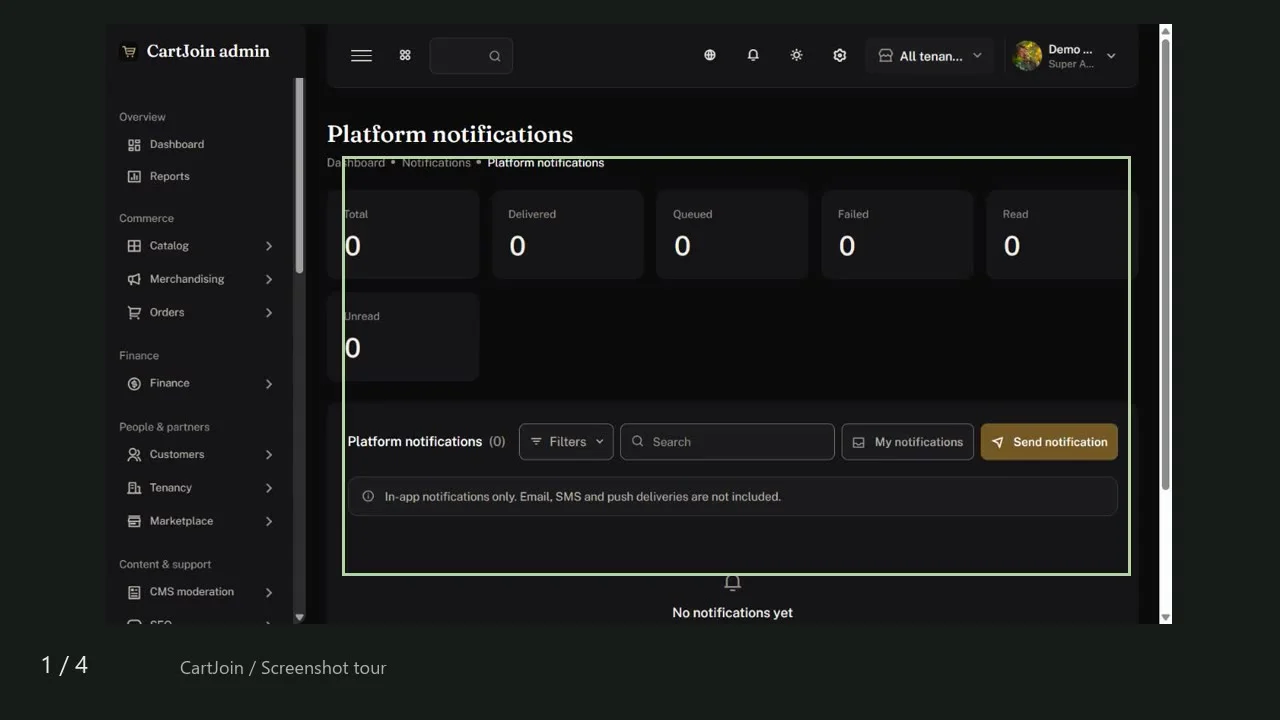 CartJoin admin
All tenan...
Demo ...
Super A...
Overview
Dashboard
Reports
Commerce
Catalog
Merchandising
Orders
Finance
Finance
People & partners
Customers
Tenancy
Marketplace
Content & support
CMS moderation
Platform notifications
Dashboard • Notifications • Platform notifications
Total
0
Delivered
0
Queued
0
Failed
0
Read
0
Unread
0
Platform notifications (0)
Filters
Search
My notifications
Send notification
In-app notifications only. Email, SMS and push deliveries are not included.
No notifications yet
1 / 4
CartJoin / Screenshot tour